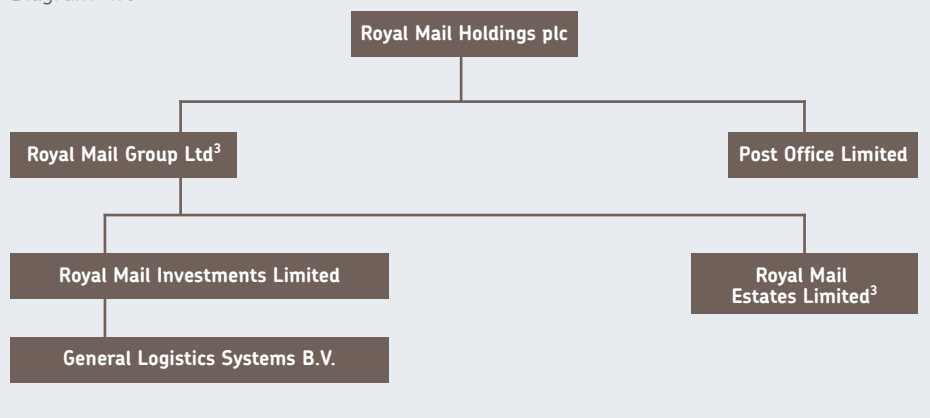 Royal Mail Holdings plc
Royal Mail Group Ltd³
Post Office Limited
Royal Mail Investments Limited
Royal Mail
Estates Limited³
General Logistics Systems B.V.